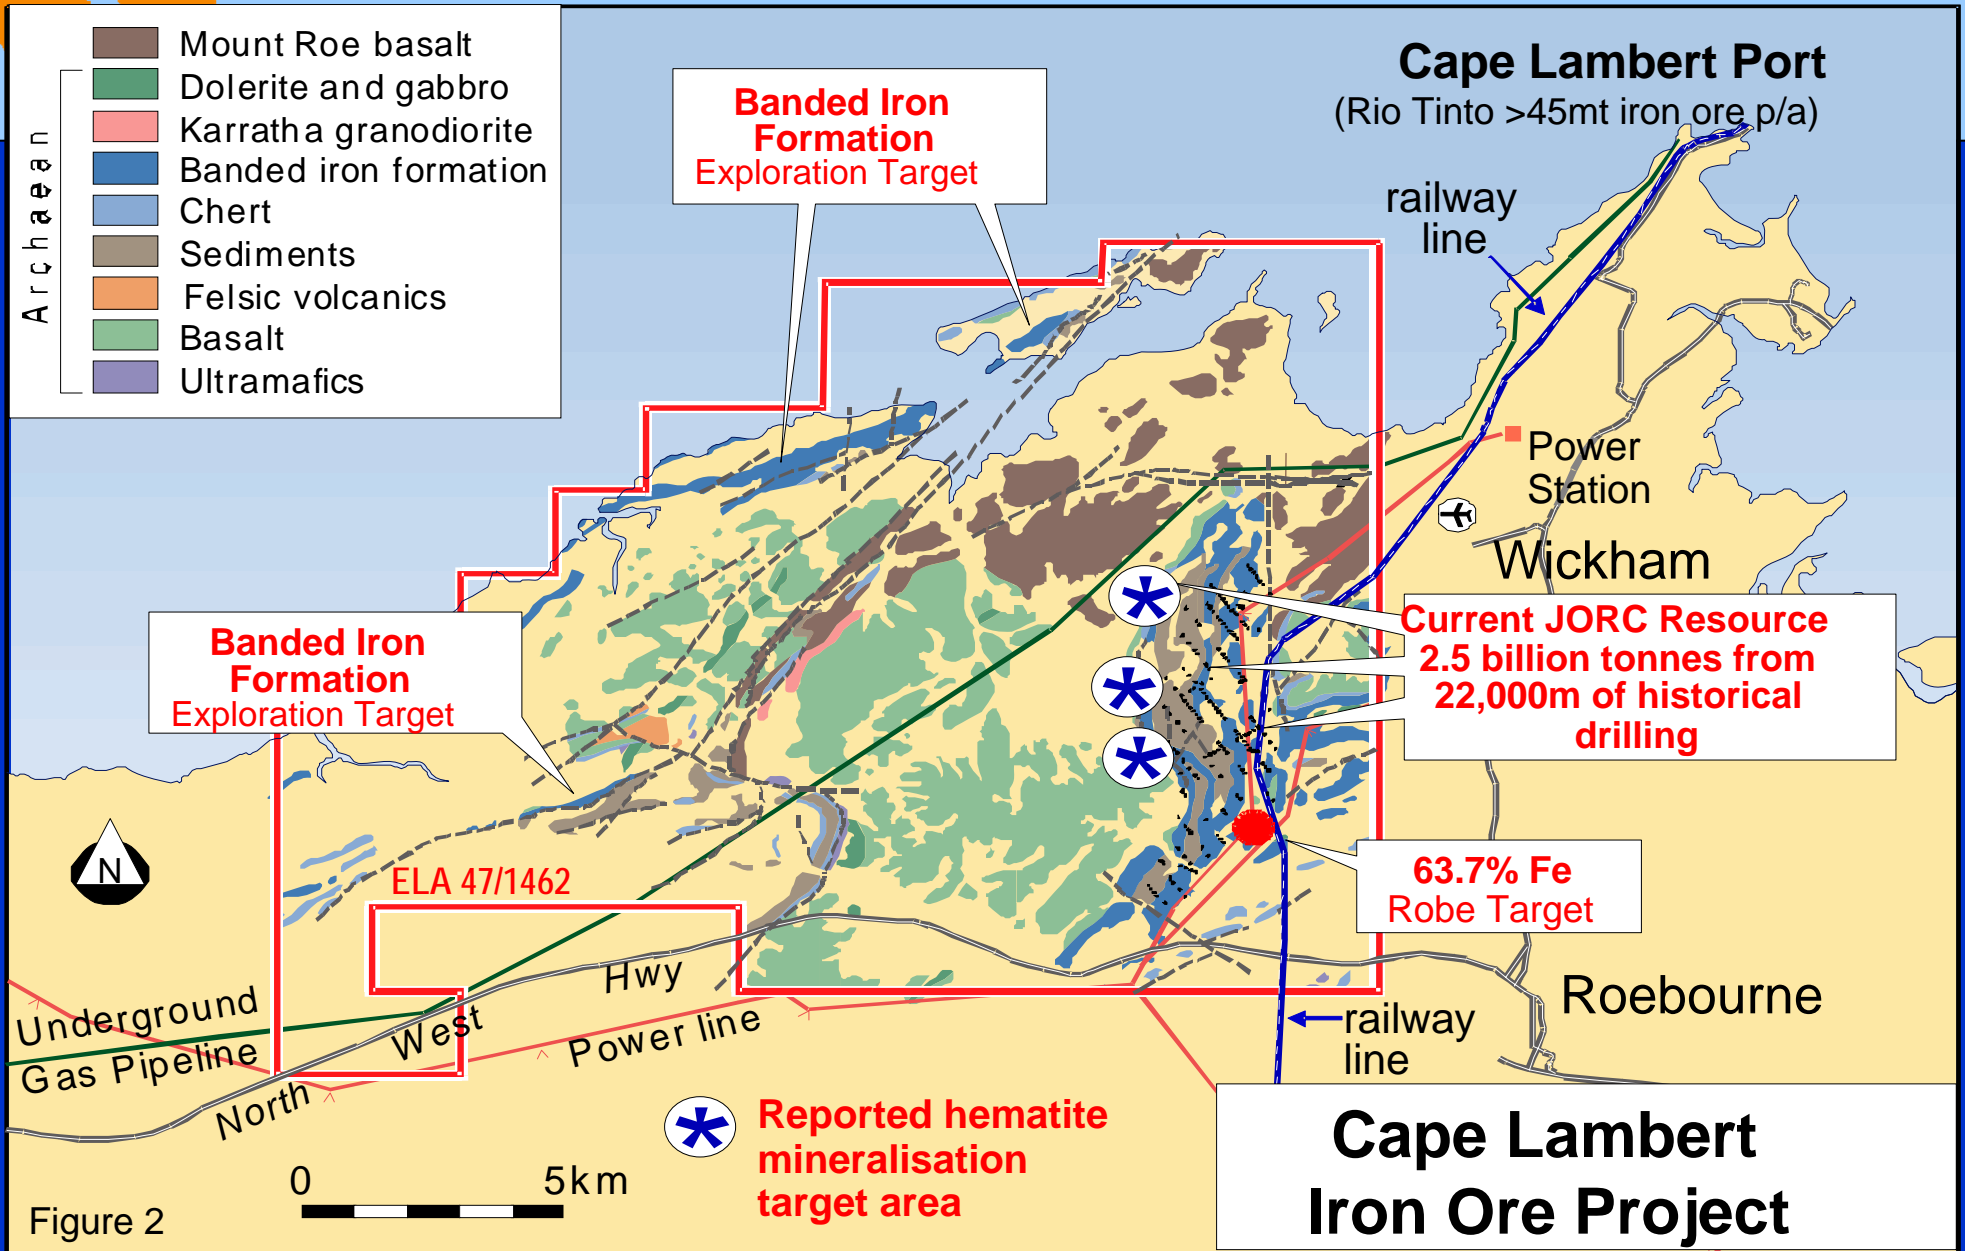 Mount Roe basalt
Dolerite and gabbro
Karratha granodiorite
Banded iron formation
Chert
Sediments
Felsic volcanics
Basalt
Ultramafics
Archaean
Banded Iron
Formation
Exploration Target
Cape Lambert Port
(Rio Tinto >45mt iron ore p/a)
railway
line
Power
Station
Wickham
Current JORC Resource
2.5 billion tonnes from
22,000m of historical
drilling
Banded Iron
Formation
Exploration Target
63.7% Fe
Robe Target
N
ELA 47/1462
Roebourne
Underground
Gas Pipeline
North West Hwy
Power line
railway
line
Reported hematite
mineralisation
target area
0 5km
Figure 2
Cape Lambert
Iron Ore Project